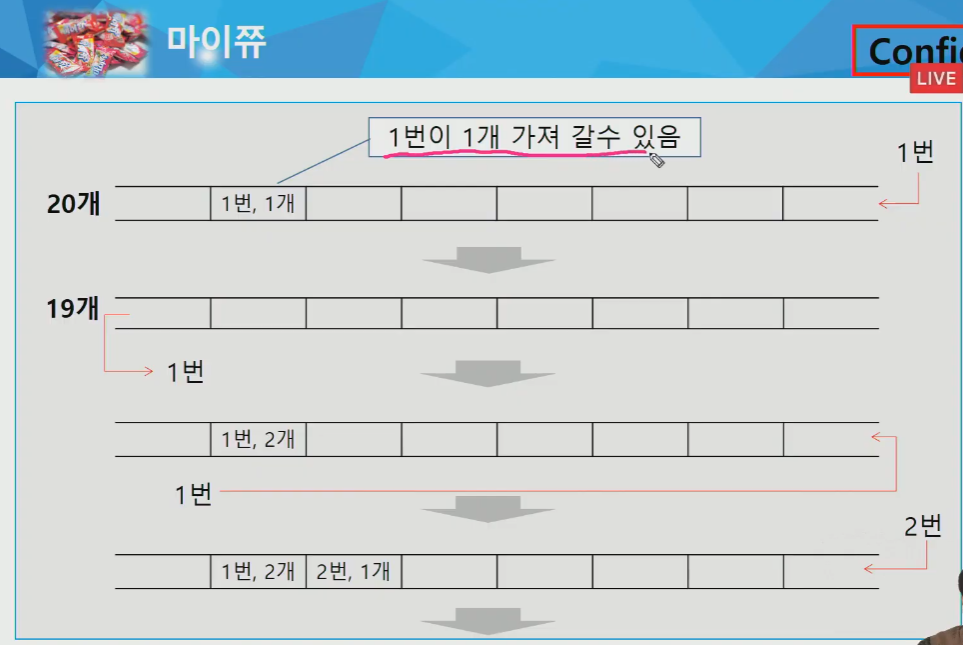 마이쮸
Confi
LIVE
1번이 1개 가져 갈수 있음
1번
20개
1번, 1개
19개
1번
1번, 2개
1번
2번
1번, 2개
2번, 1개